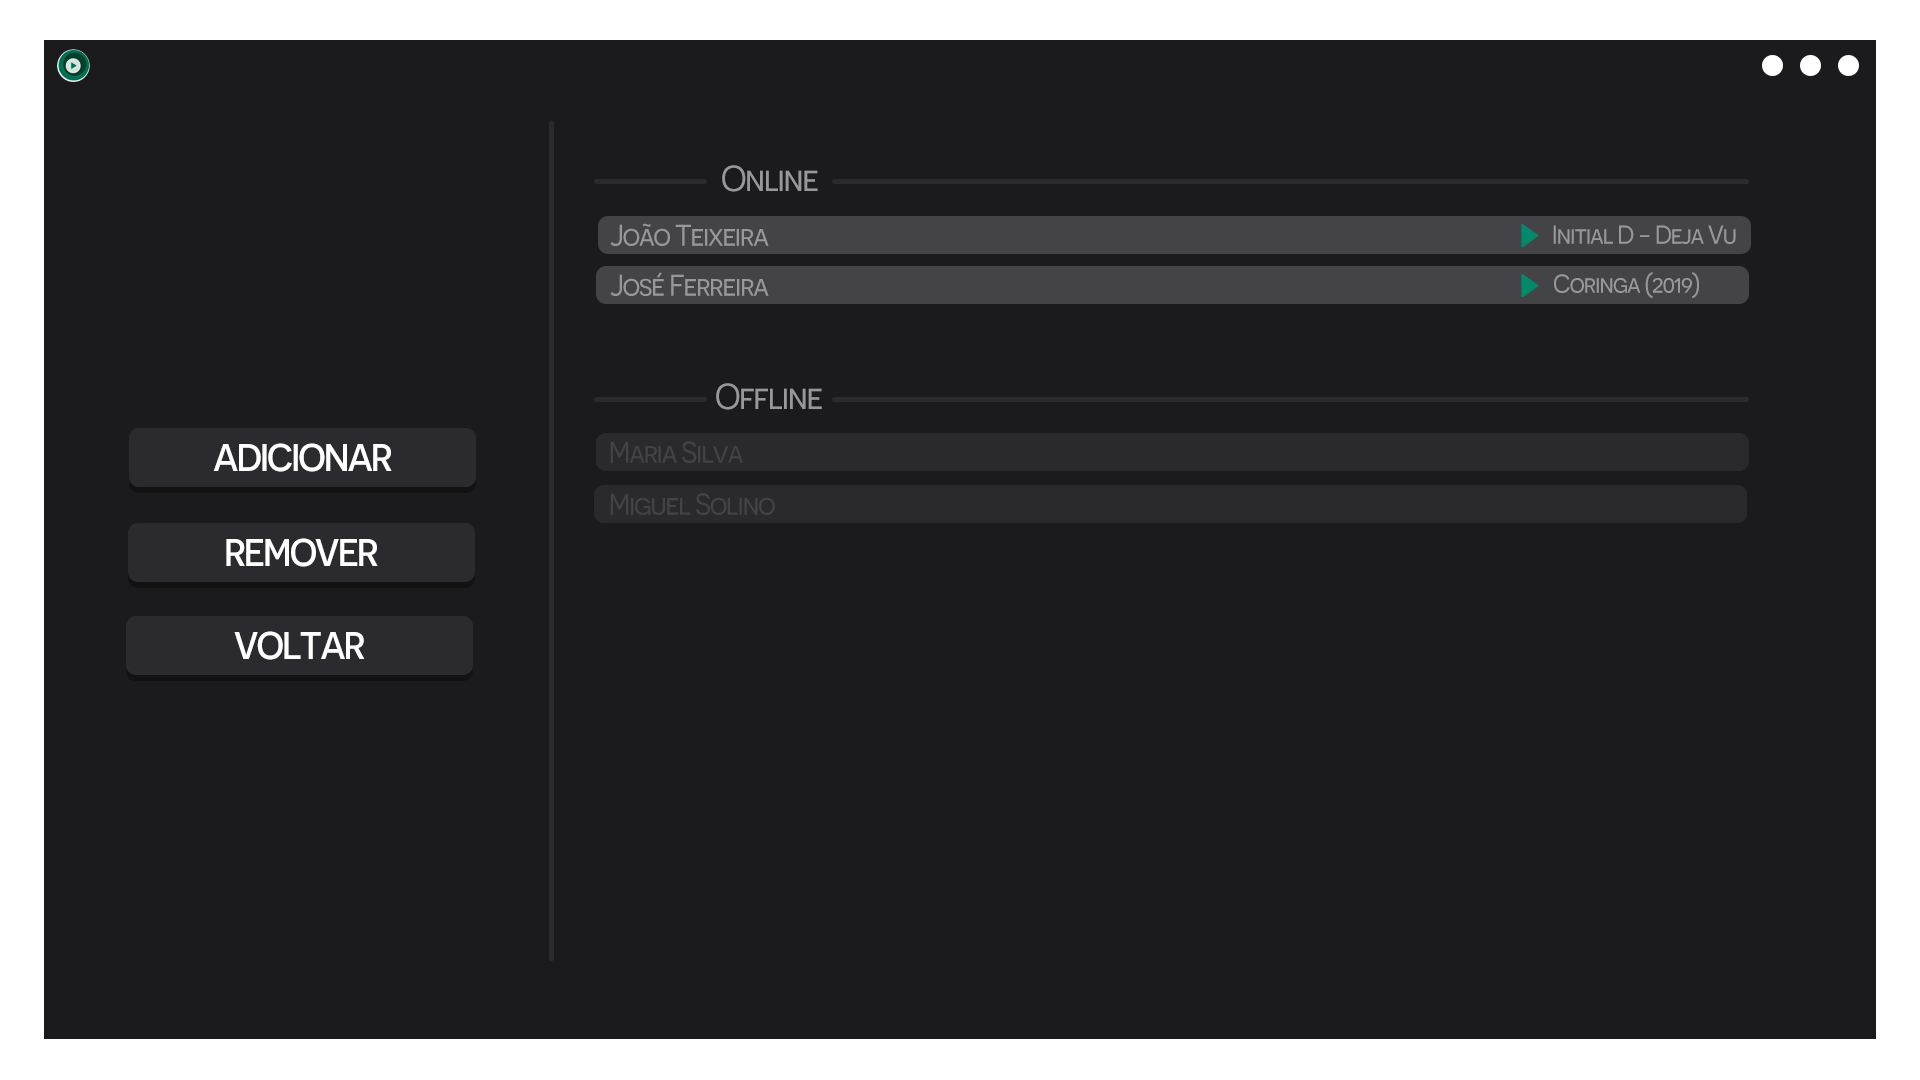 Online
João Teixeira
Initial D - Deja Vu
José Ferreira
Coringa (2019)
Offline
Maria Silva
Miguel Solino
ADICIONAR
REMOVER
VOLTAR